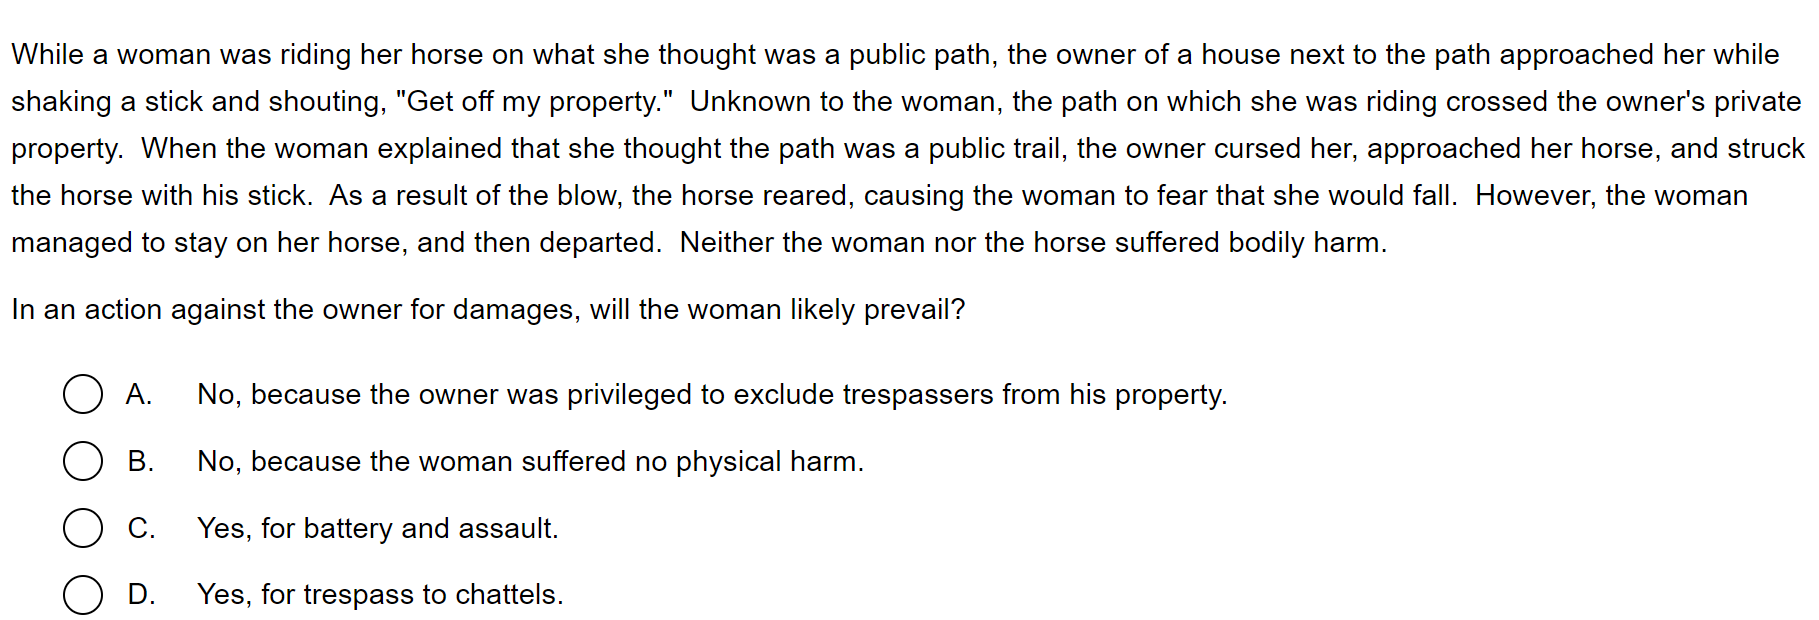 While a woman was riding her horse on what she thought was a public path, the owner of a house next to the path approached her while
shaking a stick and shouting, "Get off my property."  Unknown to the woman, the path on which she was riding crossed the owner's private
property.  When the woman explained that she thought the path was a public trail, the owner cursed her, approached her horse, and struck
the horse with his stick.  As a result of the blow, the horse reared, causing the woman to fear that she would fall.  However, the woman
managed to stay on her horse, and then departed.  Neither the woman nor the horse suffered bodily harm.
In an action against the owner for damages, will the woman likely prevail?
A. No, because the owner was privileged to exclude trespassers from his property.
B. No, because the woman suffered no physical harm.
C. Yes, for battery and assault.
D. Yes, for trespass to chattels.